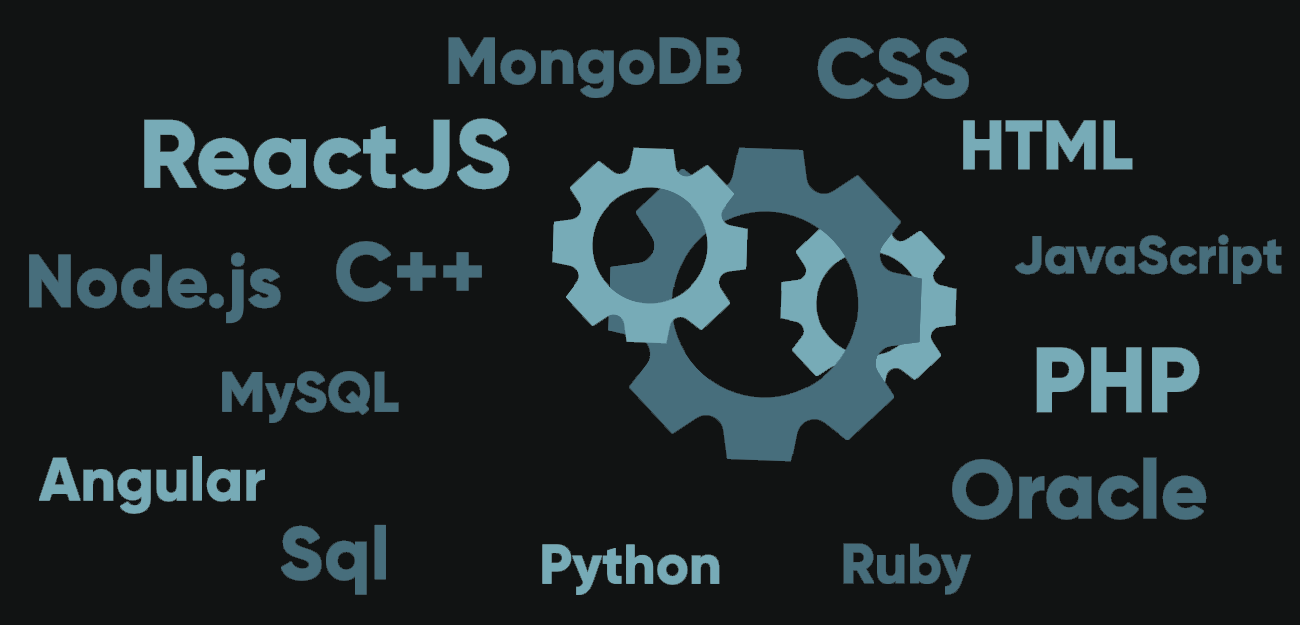 MongoDB
CSS
ReactJS
HTML
Node.js
C++
JavaScript
MySQL
PHP
Angular
Oracle
Sql
Python
Ruby